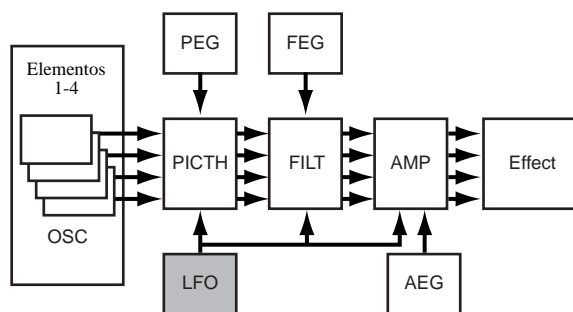 PEG
FEG
Elementos
1-4
PICTH
FILT
AMP
Effect
OSC
LFO
AEG